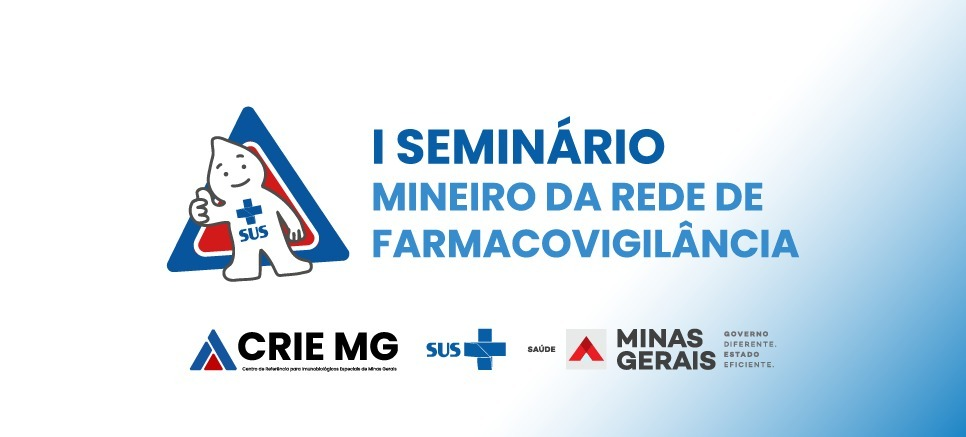 I SEMINÁRIO
MINEIRO DA REDE DE
FARMACOVIGILÂNCIA
SUS
CRIE MG
Centro de Referência para Imunobiológicos Especiais de Minas Gerais
SUS
SAÚDE
MINAS
GERAIS
GOVERNO
DIFERENTE.
ESTADO
EFICIENTE.